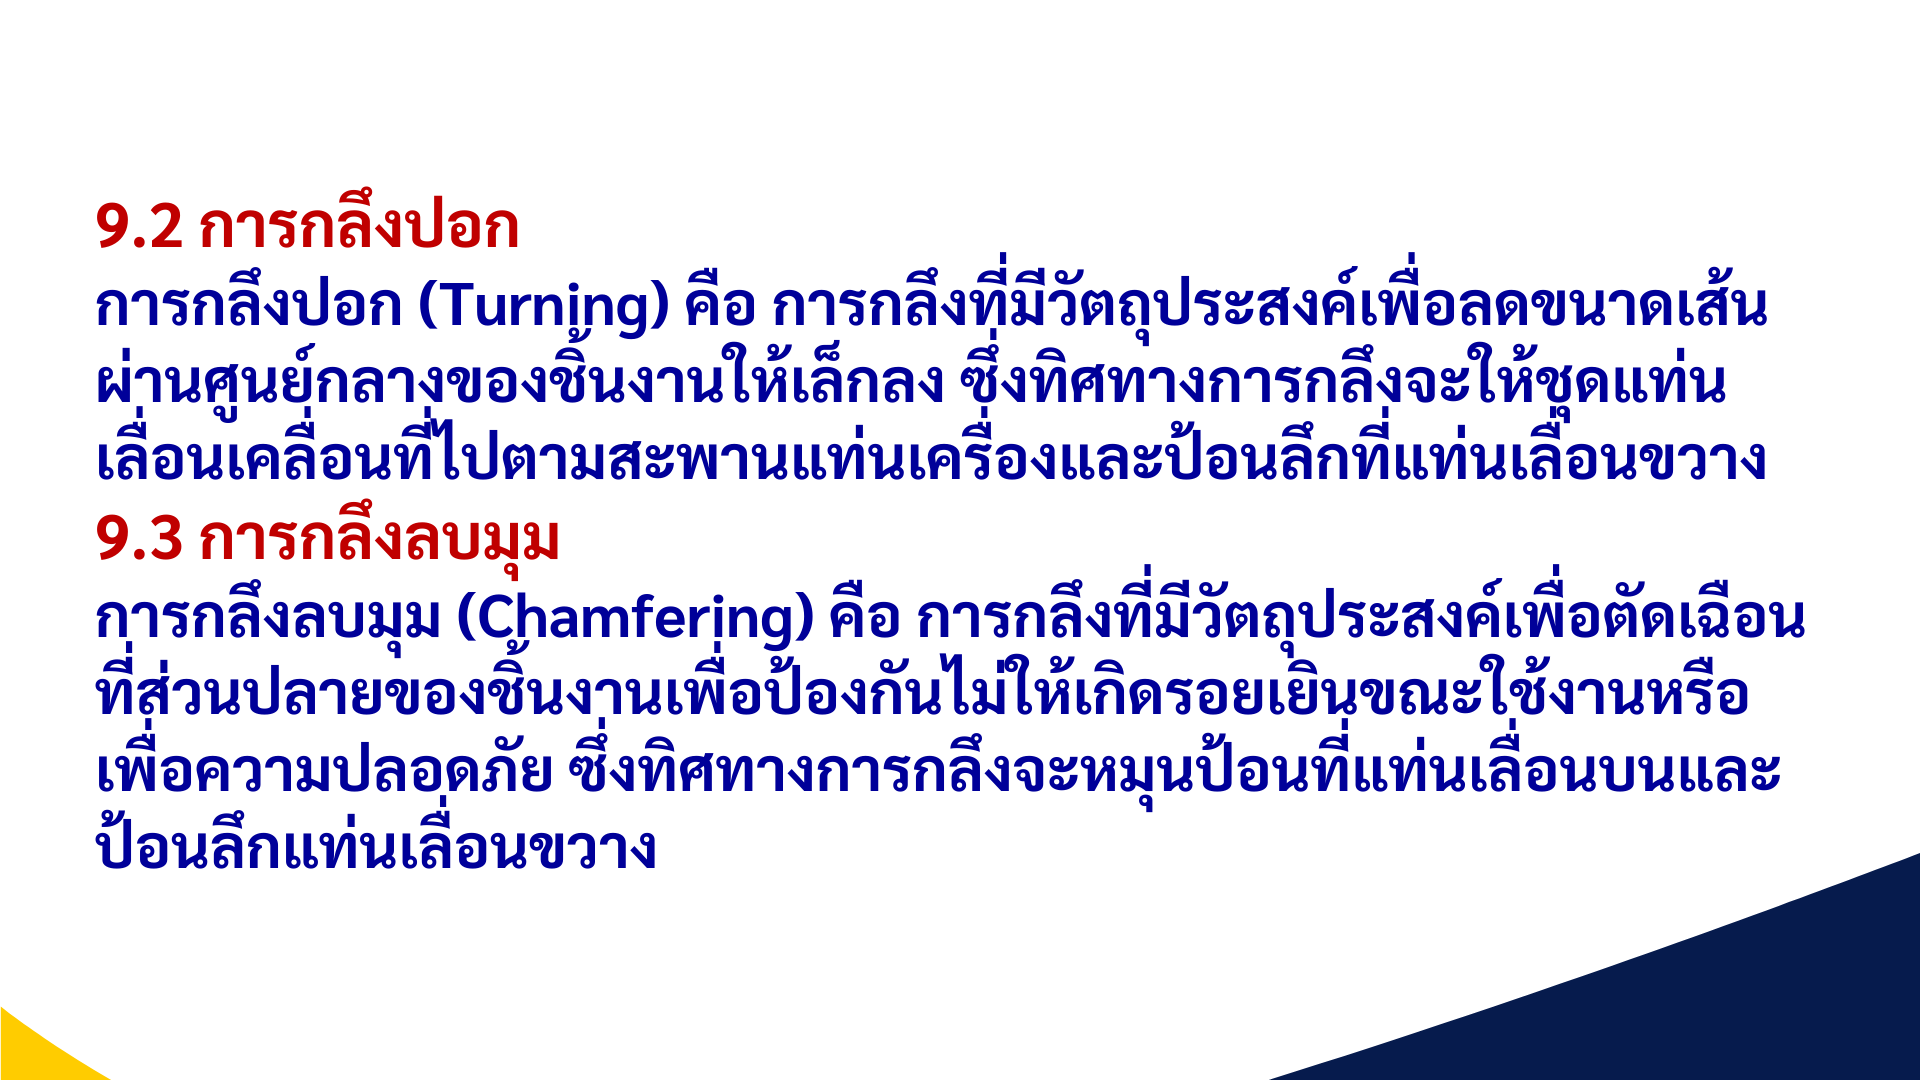 9.2 การกลึงปอก
การกลึงปอก (Turning) คือ การกลึงที่มีวัตถุประสงค์เพื่อลดขนาดเส้น
ผ่านศูนย์กลางของชิ้นงานให้เล็กลง ซึ่งทิศทางการกลึงจะให้ชุดแท่น
เลื่อนเคลื่อนที่ไปตามสะพานแท่นเครื่องและป้อนลึกที่แท่นเลื่อนขวาง
9.3 การกลึงลบมุม
การกลึงลบมุม (Chamfering) คือ การกลึงที่มีวัตถุประสงค์เพื่อตัดเฉือน
ที่ส่วนปลายของชิ้นงานเพื่อป้องกันไม่ให้เกิดรอยเยินขณะใช้งานหรือ
เพื่อความปลอดภัย ซึ่งทิศทางการกลึงจะหมุนป้อนที่แท่นเลื่อนบนและ
ป้อนลึกแท่นเลื่อนขวาง